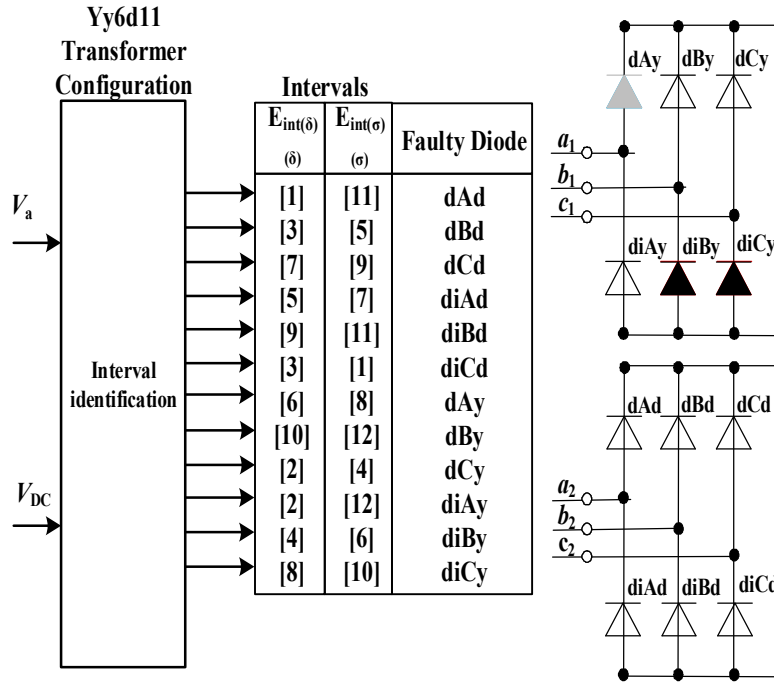 Yy6d11
Transformer
Configuration
Va
VDC
Interval
identification
Intervals
Eint(δ) Eint(σ) Faulty Diode
(δ) (σ)
[1] [11] dAd
[3] [5] dBd
[7] [9] dCd
[5] [7] diAd
[9] [11] diBd
[3] [1] diCd
[6] [8] dAy
[10] [12] dBy
[2] [4] dCy
[2] [12] diAy
[4] [6] diBy
[8] [10] diCy
dAy dBy dCy
a1
b1
c1
diAy diBy diCy
dAd dBd dCd
a2
b2
c2
diAd diBd diCd